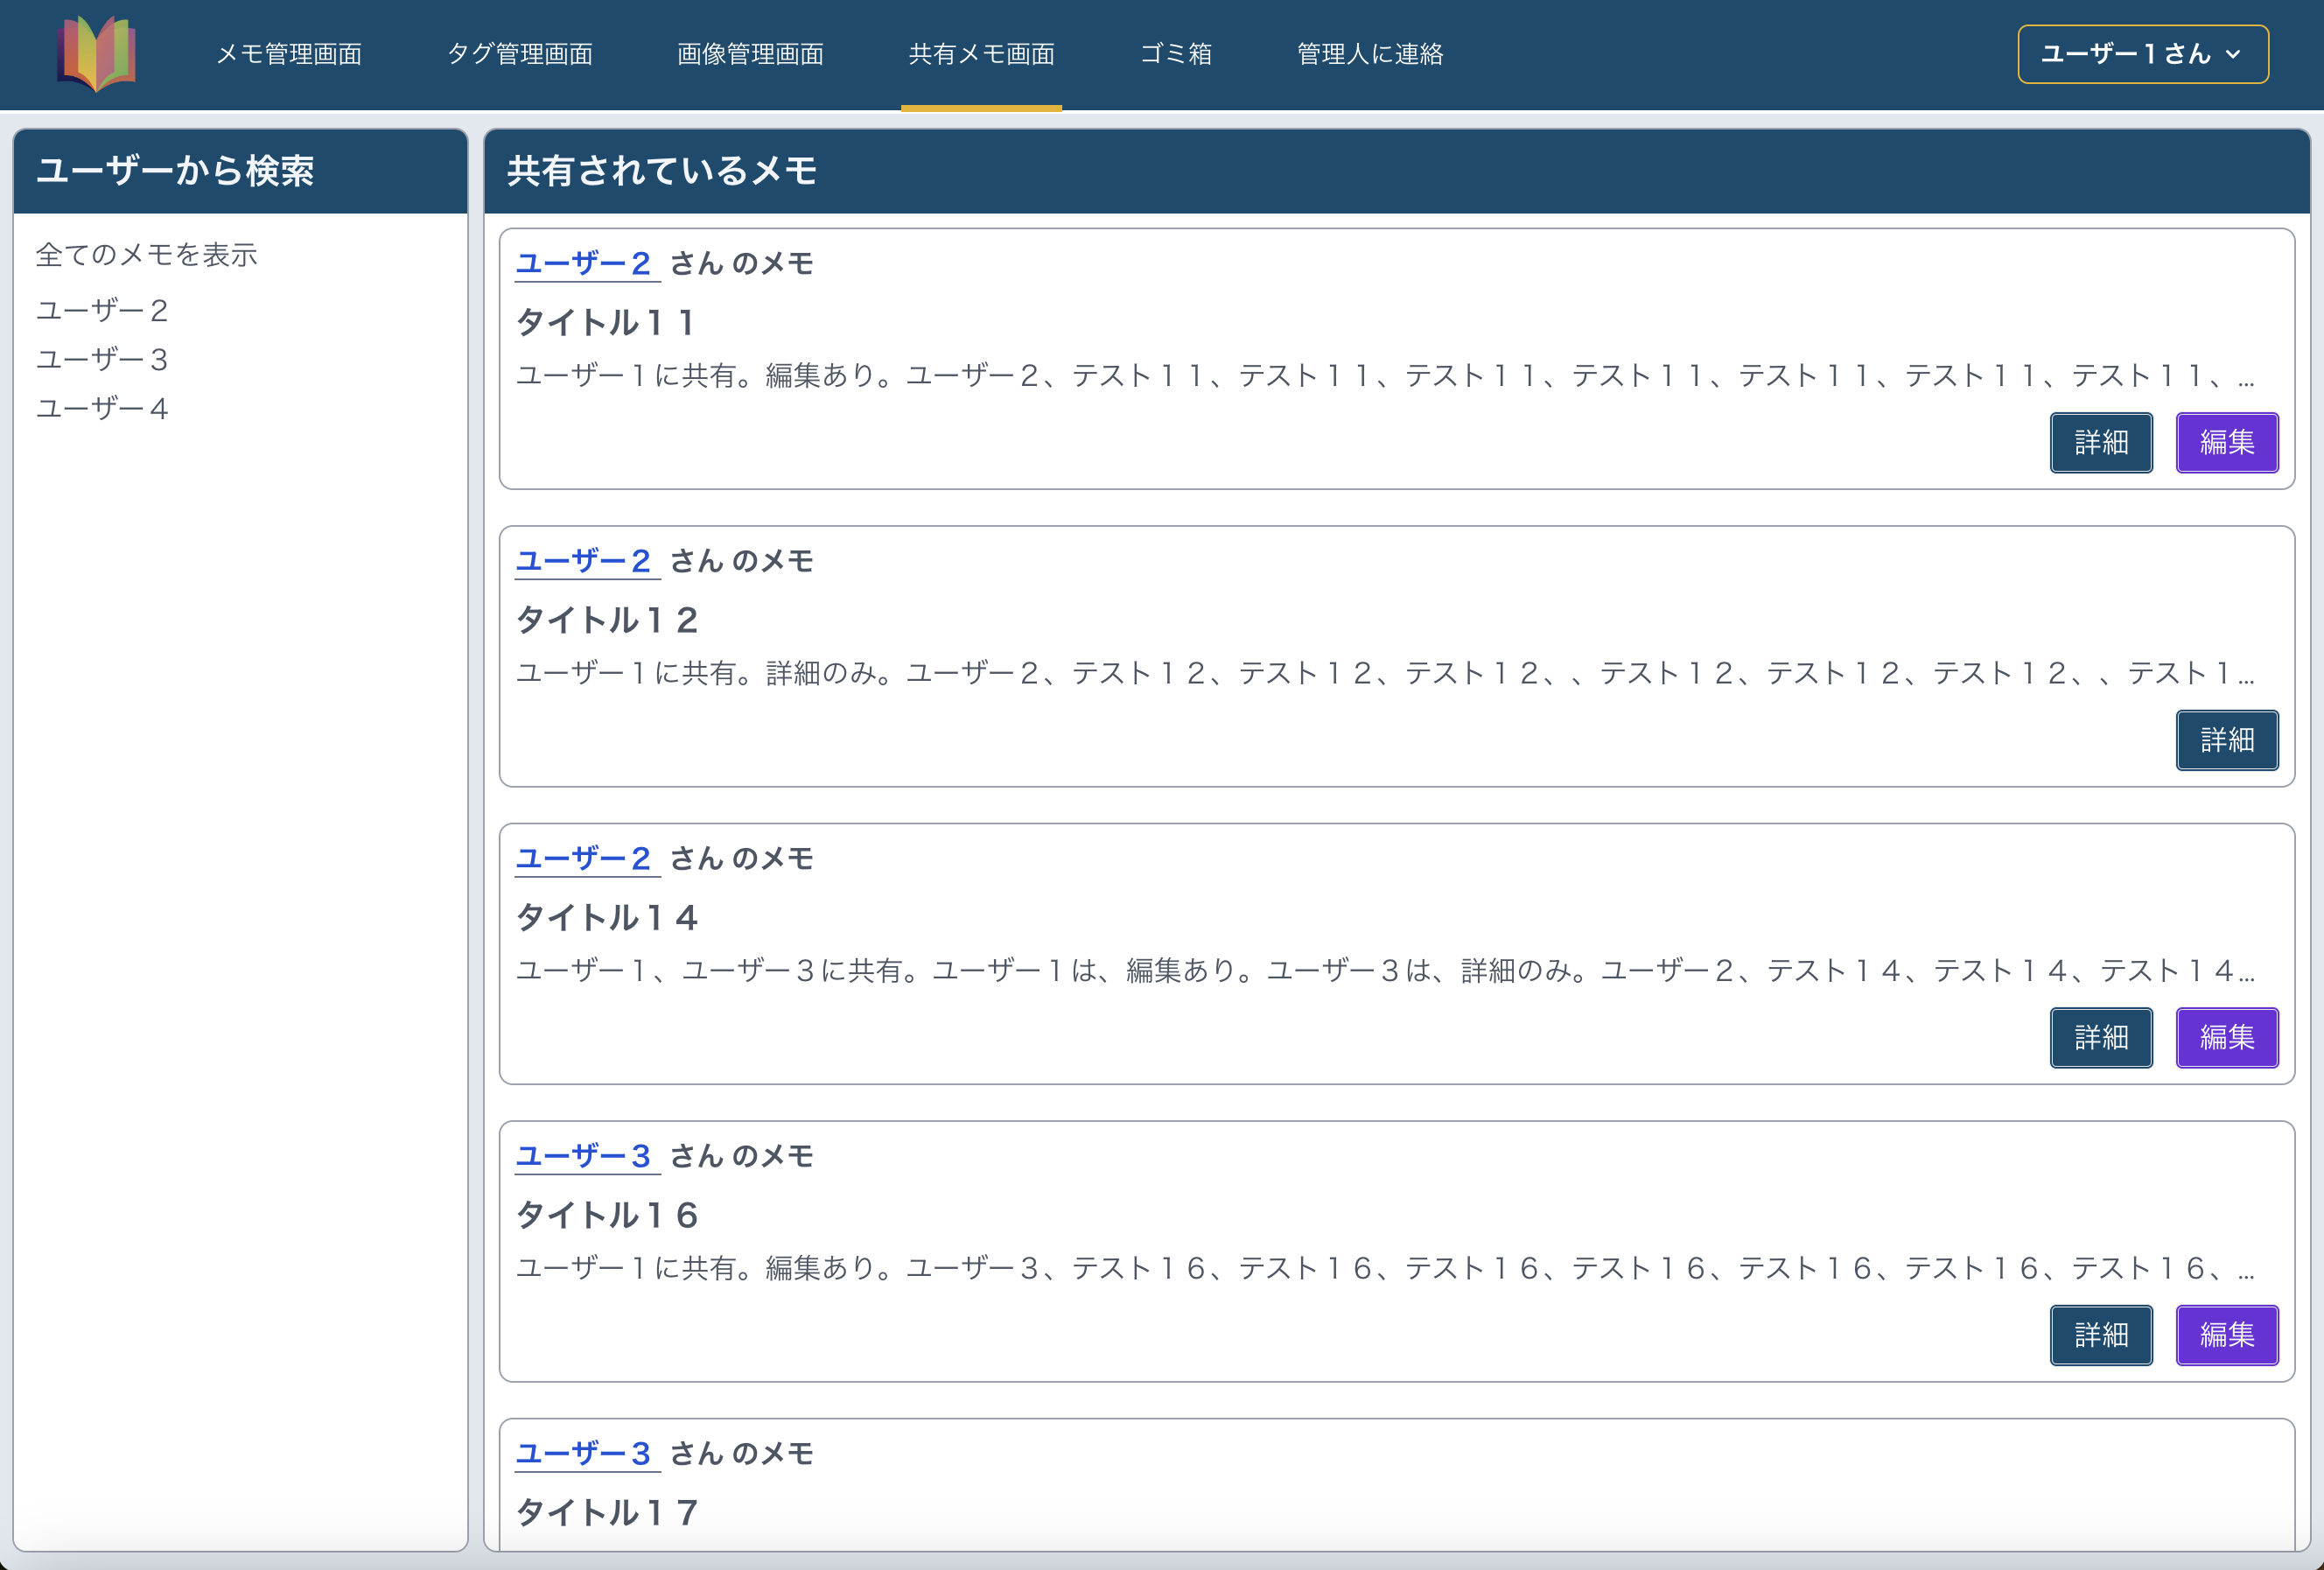 メモ管理画面 タグ管理画面 画像管理画面 共有メモ画面 ゴミ箱 管理人に連絡 ユーザー１さん
ユーザーから検索
全てのメモを表示
ユーザー２
ユーザー３
ユーザー４
共有されているメモ
ユーザー２ さん のメモ
タイトル１１
ユーザー１に共有。編集あり。ユーザー２、テスト１１、テスト１１、テスト１１、テスト１１、テスト１１、テスト１１、テスト１１、...
詳細 編集
ユーザー２ さん のメモ
タイトル１２
ユーザー１に共有。詳細のみ。ユーザー２、テスト１２、テスト１２、テスト１２、、テスト１２、テスト１２、テスト１２、、テスト１...
詳細
ユーザー２ さん のメモ
タイトル１４
ユーザー１、ユーザー３に共有。ユーザー１は、編集あり。ユーザー３は、詳細のみ。ユーザー２、テスト１４、テスト１４、テスト１４...
詳細 編集
ユーザー３ さん のメモ
タイトル１６
ユーザー１に共有。編集あり。ユーザー３、テスト１６、テスト１６、テスト１６、テスト１６、テスト１６、テスト１６、テスト１６、...
詳細 編集
ユーザー３ さん のメモ
タイトル１７